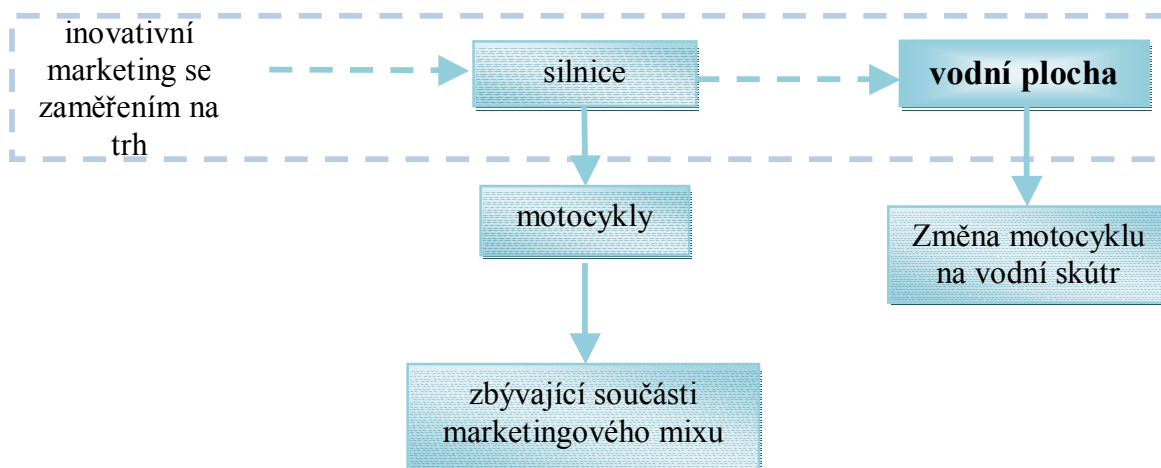 inovativní
marketing se
zaměřením na
trh
silnice
vodní plocha
motocykly
Změna motocyklu
na vodní skútr
zbývající součásti
marketingového mixu